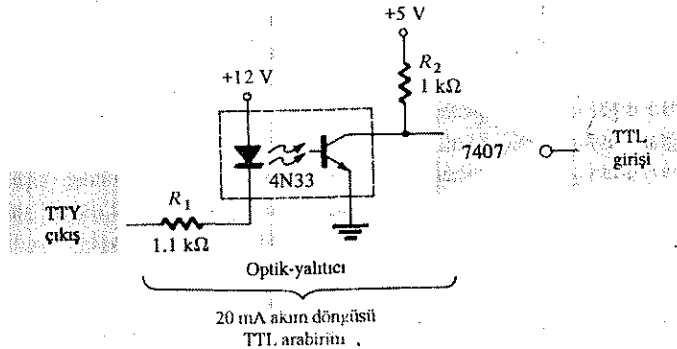 +5 V
R2
1 kΩ
+12 V
4N33
7407
TTL
girişi
TTY
çıkış
R1
1.1 kΩ
Optik-yalıtıcı
20 mA akım döngüsü
TTL arabirim